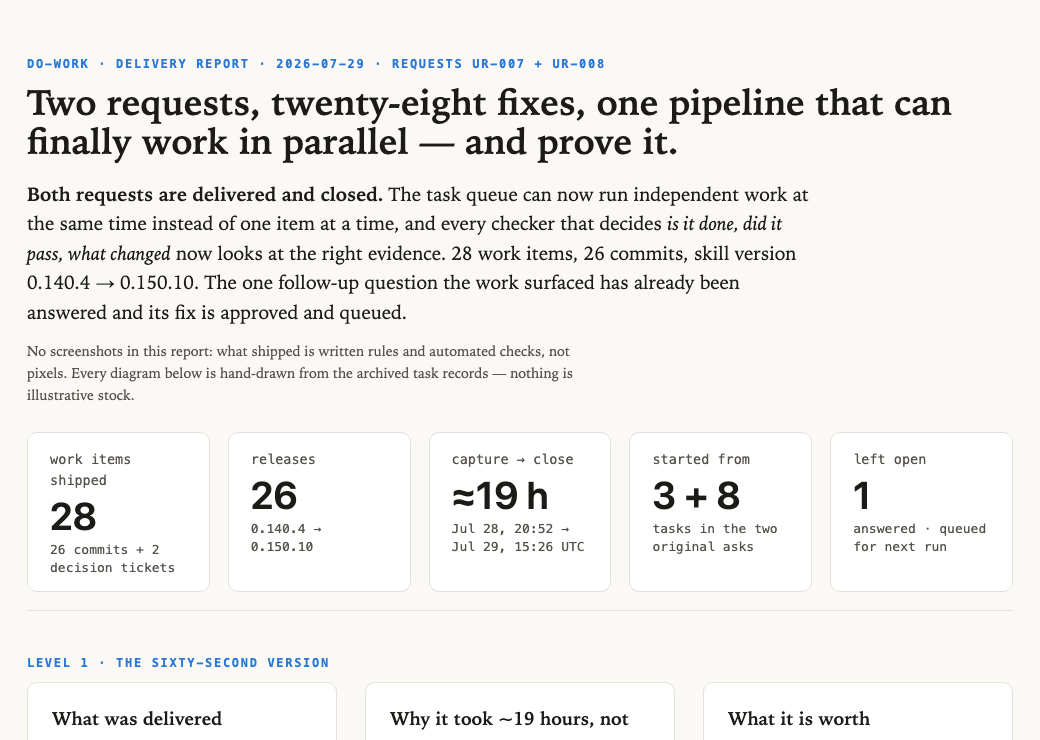 DO-WORK · DELIVERY REPORT · 2026-07-29 · REQUESTS UR-007 + UR-008
Two requests, twenty-eight fixes, one pipeline that can
finally work in parallel — and prove it.
Both requests are delivered and closed. The task queue can now run independent work at
the same time instead of one item at a time, and every checker that decides is it done, did it
pass, what changed now looks at the right evidence. 28 work items, 26 commits, skill version
0.140.4 → 0.150.10. The one follow-up question the work surfaced has already been
answered and its fix is approved and queued.
No screenshots in this report: what shipped is written rules and automated checks, not
pixels. Every diagram below is hand-drawn from the archived task records — nothing is
illustrative stock.
work items
shipped
28
26 commits + 2
decision tickets
releases
26
0.140.4 →
0.150.10
capture → close
≈19 h
Jul 28, 20:52 →
Jul 29, 15:26 UTC
started from
3 + 8
tasks in the two
original asks
left open
1
answered · queued
for next run
LEVEL 1 · THE SIXTY-SECOND VERSION
What was delivered
Why it took ~19 hours, not
What it is worth